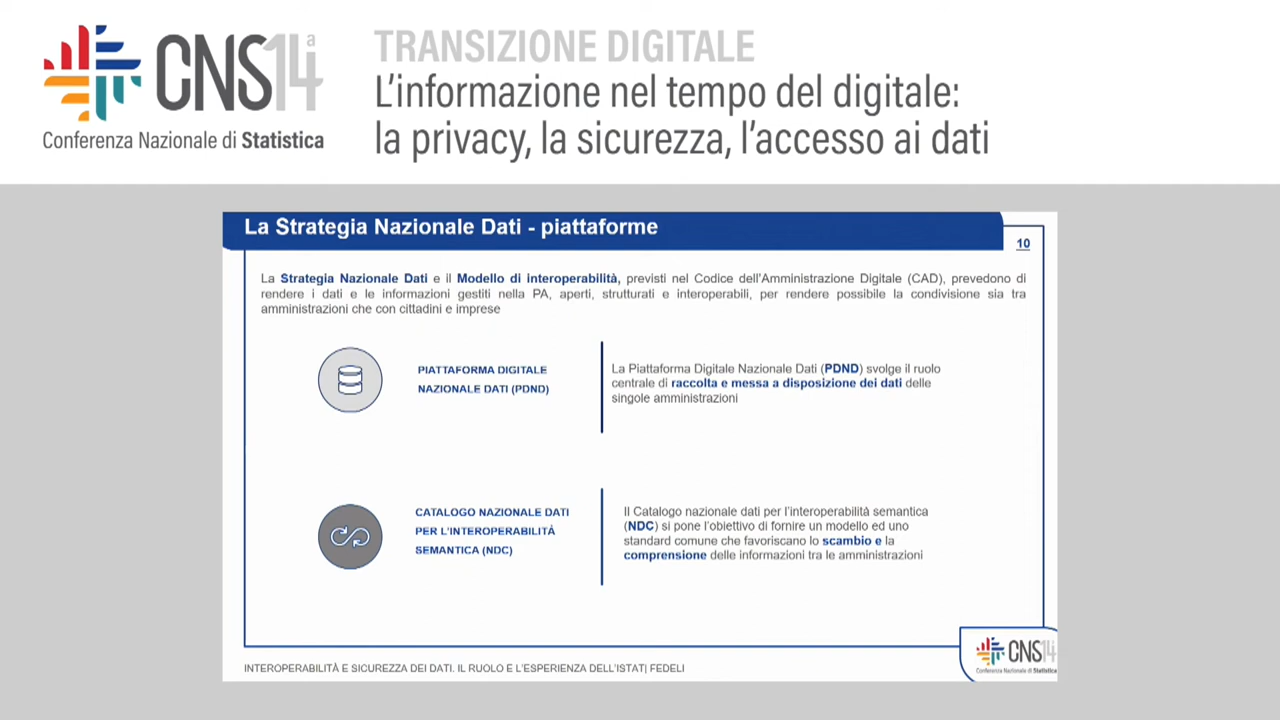 CNS14ª
Conferenza Nazionale di Statistica
TRANSIZIONE DIGITALE
L'informazione nel tempo del digitale:
la privacy, la sicurezza, l'accesso ai dati
La Strategia Nazionale Dati - piattaforme
10
La Strategia Nazionale Dati e il Modello di interoperabilità, previsti nel Codice dell'Amministrazione Digitale (CAD), prevedono di
rendere i dati e le informazioni gestiti nella PA, aperti, strutturati e interoperabili, per rendere possibile la condivisione sia tra
amministrazioni che con cittadini e imprese
PIATTAFORMA DIGITALE
NAZIONALE DATI (PDND)
La Piattaforma Digitale Nazionale Dati (PDND) svolge il ruolo
centrale di raccolta e messa a disposizione dei dati delle
singole amministrazioni
CATALOGO NAZIONALE DATI
PER L'INTEROPERABILITÁ
SEMANTICA (NDC)
Il Catalogo nazionale dati per l'interoperabilità semantica
(NDC) si pone l'obiettivo di fornire un modello ed uno
standard comune che favoriscano lo scambio e la
comprensione delle informazioni tra le amministrazioni
INTEROPERABILITÀ E SICUREZZA DEI DATI. IL RUOLO E L'ESPERIENZA DELL'ISTAT| FEDELI
CNS14
Conferenza Nazionale di Statistica